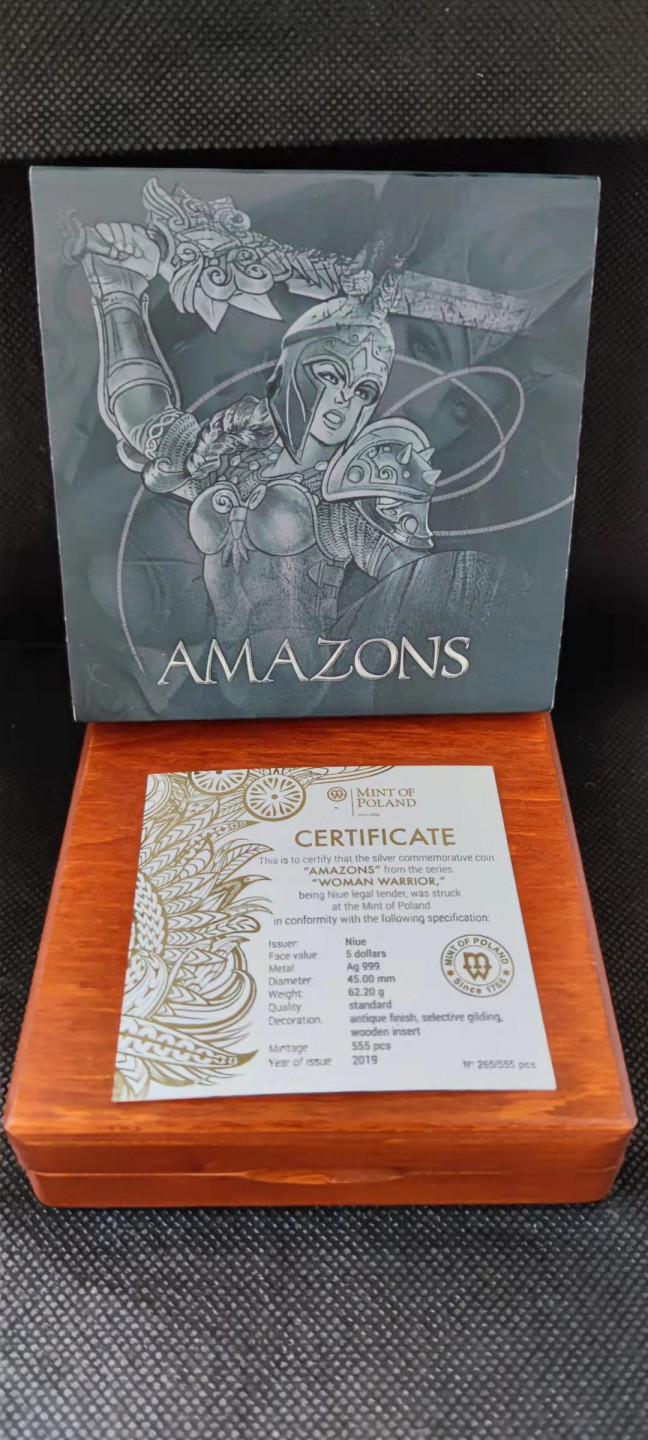 AMAZONS
MINT OF
POLAND
CERTIFICATE
This is to certify that the silver commemorative coin
"AMAZONS" from the series
"WOMAN WARRIOR,"
being Niue legal tender, was struck
at the Mint of Poland
in conformity with the following specification:
Issuer: Niue
Face value: 5 dollars
Metal: Ag 999
Diameter: 45.00 mm
Weight: 62.20 g
Quality: standard
Decoration: antique finish, selective gilding,
wooden insert
Mintage 555 pcs
Year of issue 2019
MINT OF POLAND
Since 1766
N° 265/555 pcs